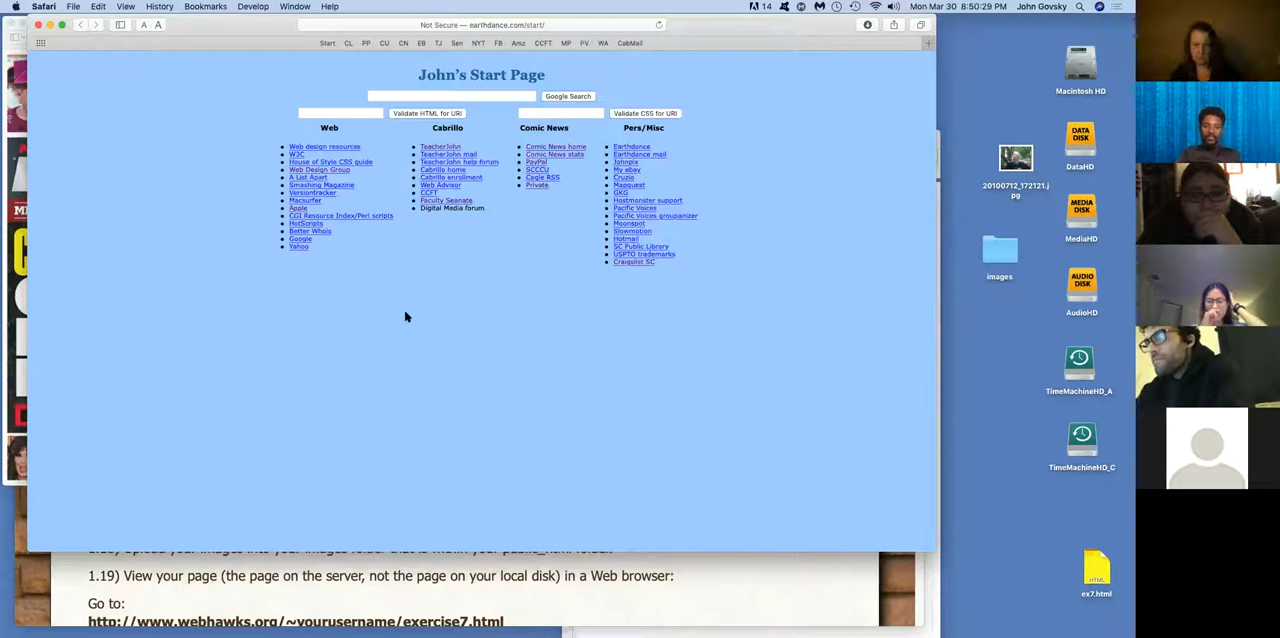 Safari File Edit View History Bookmarks Develop Window Help
14 Mon Mar 30 8:50:29 PM John Govsky
Not Secure — earthdance.com/start/
Start CL PP CU CN EB TJ Sen NYT FB Amz CCFT MP PV WA CabMail
John's Start Page
Google Search
Validate HTML for URI Validate CSS for URI
Web
Web design resources
W3C
House of Style CSS guide
Web Design Group
A List Apart
Smashing Magazine
Versiontracker
Macsurfer
Apple
CGI Resource Index/Perl scripts
HotScripts
Better Whois
Google
Yahoo
Cabrillo
TeacherJohn
TeacherJohn mail
TeacherJohn help forum
Cabrillo home
Cabrillo enrollment
Web Advisor
CCFT
Faculty Seanate
Digital Media forum
Comic News
Comic News home
Comic News stats
PayPal
SCCCU
Cagle RSS
Private
Pers/Misc
Earthdance
Earthdance mail
Johnpix
My ebay
Cruzio
Mapquest
GKG
Hostmonster support
Pacific Voices
Pacific Voices groupanizer
Moonspot
Slowmotion
Hotmail
SC Public Library
USPTO trademarks
Craigslist SC
1.19) View your page (the page on the server, not the page on your local disk) in a Web browser:
Go to:
http://www.webhawks.org/~yourusername/exercise7.html
Macintosh HD
DATA
DISK
DataHD
20100712_172121.j
pg
MEDIA
DISK
MediaHD
images
AUDIO
DISK
AudioHD
TimeMachineHD_A
TimeMachineHD_C
HTML
ex7.html